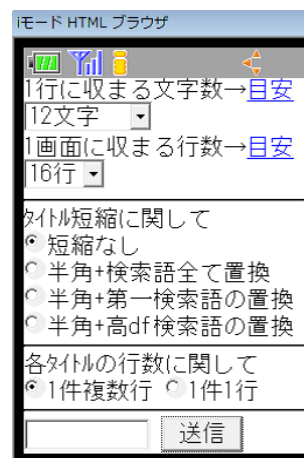 iモード HTML ブラウザ
1行に収まる文字数→目安
12文字
1画面に収まる行数→目安
16行
ﾀｲﾄﾙ短縮に関して
短縮なし
半角+検索語全て置換
半角+第一検索語の置換
半角+高df検索語の置換
各ﾀｲﾄﾙの行数に関して
1件複数行 1件1行
送信